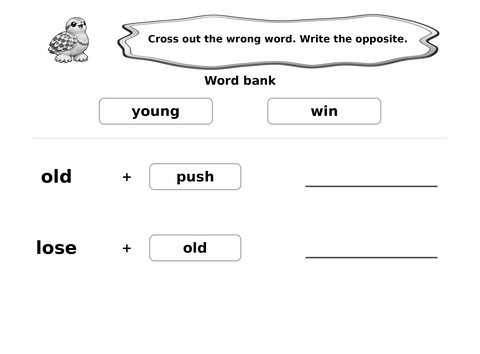 Cross out the wrong word. Write the opposite.
Word bank
young win
old + push
lose + old